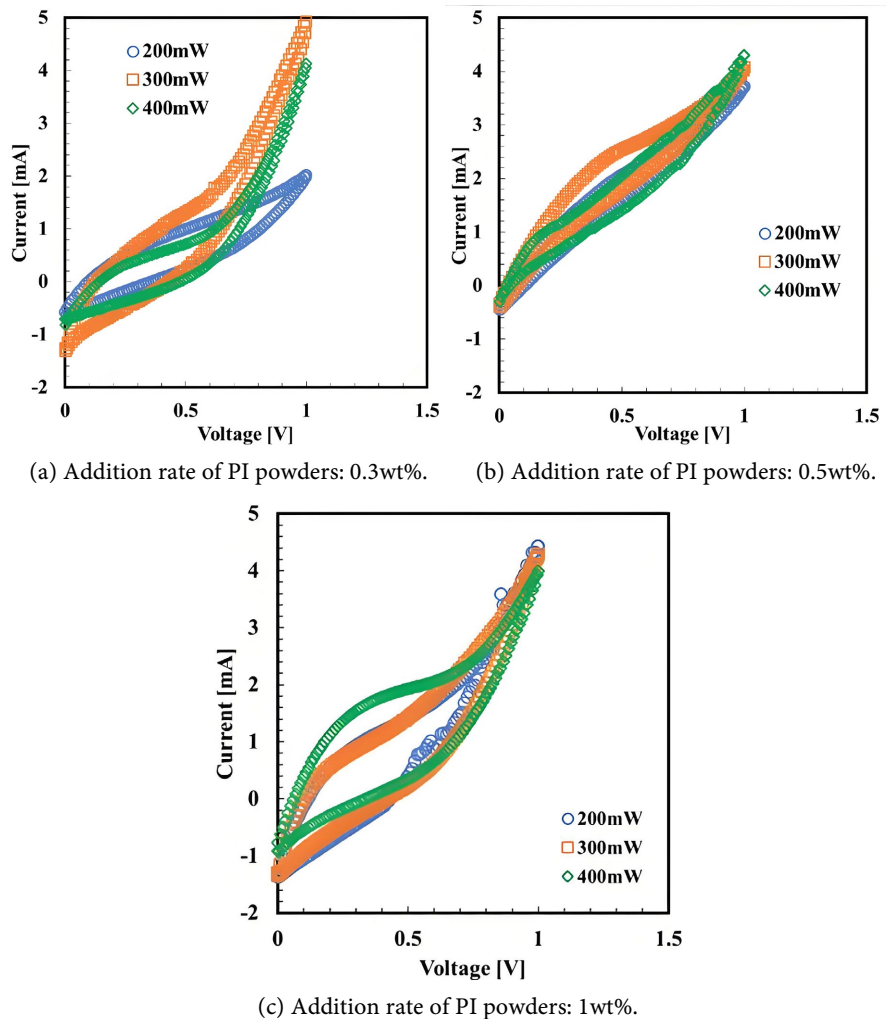 5
4
3
2
1
0
-1
-2
Current [mA]
200mW
300mW
400mW
0
0.5
1
1.5
Voltage [V]
(a) Addition rate of PI powders: 0.3wt%.
5
4
3
2
1
0
-1
-2
Current [mA]
200mW
300mW
400mW
0
0.5
1
1.5
Voltage [V]
(b) Addition rate of PI powders: 0.5wt%.
5
4
3
2
1
0
-1
-2
Current [mA]
200mW
300mW
400mW
0
0.5
1
1.5
Voltage [V]
(c) Addition rate of PI powders: 1wt%.